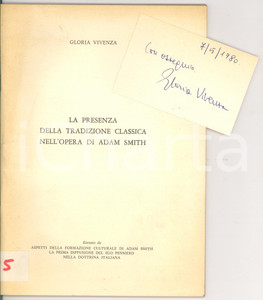 GLORIA VIVENZA
7/5/1980
Con ossequio
Gloria Vivenza
LA PRESENZA
DELLA TRADIZIONE CLASSICA
NELL'OPERA DI ADAM SMITH
Estratto da
ASPETTI DELLA FORMAZIONE CULTURALE DI ADAM SMITH
LA PRIMA DIFFUSIONE DEL SUO PENSIERO
NELLA DOTTRINA ITALIANA
5